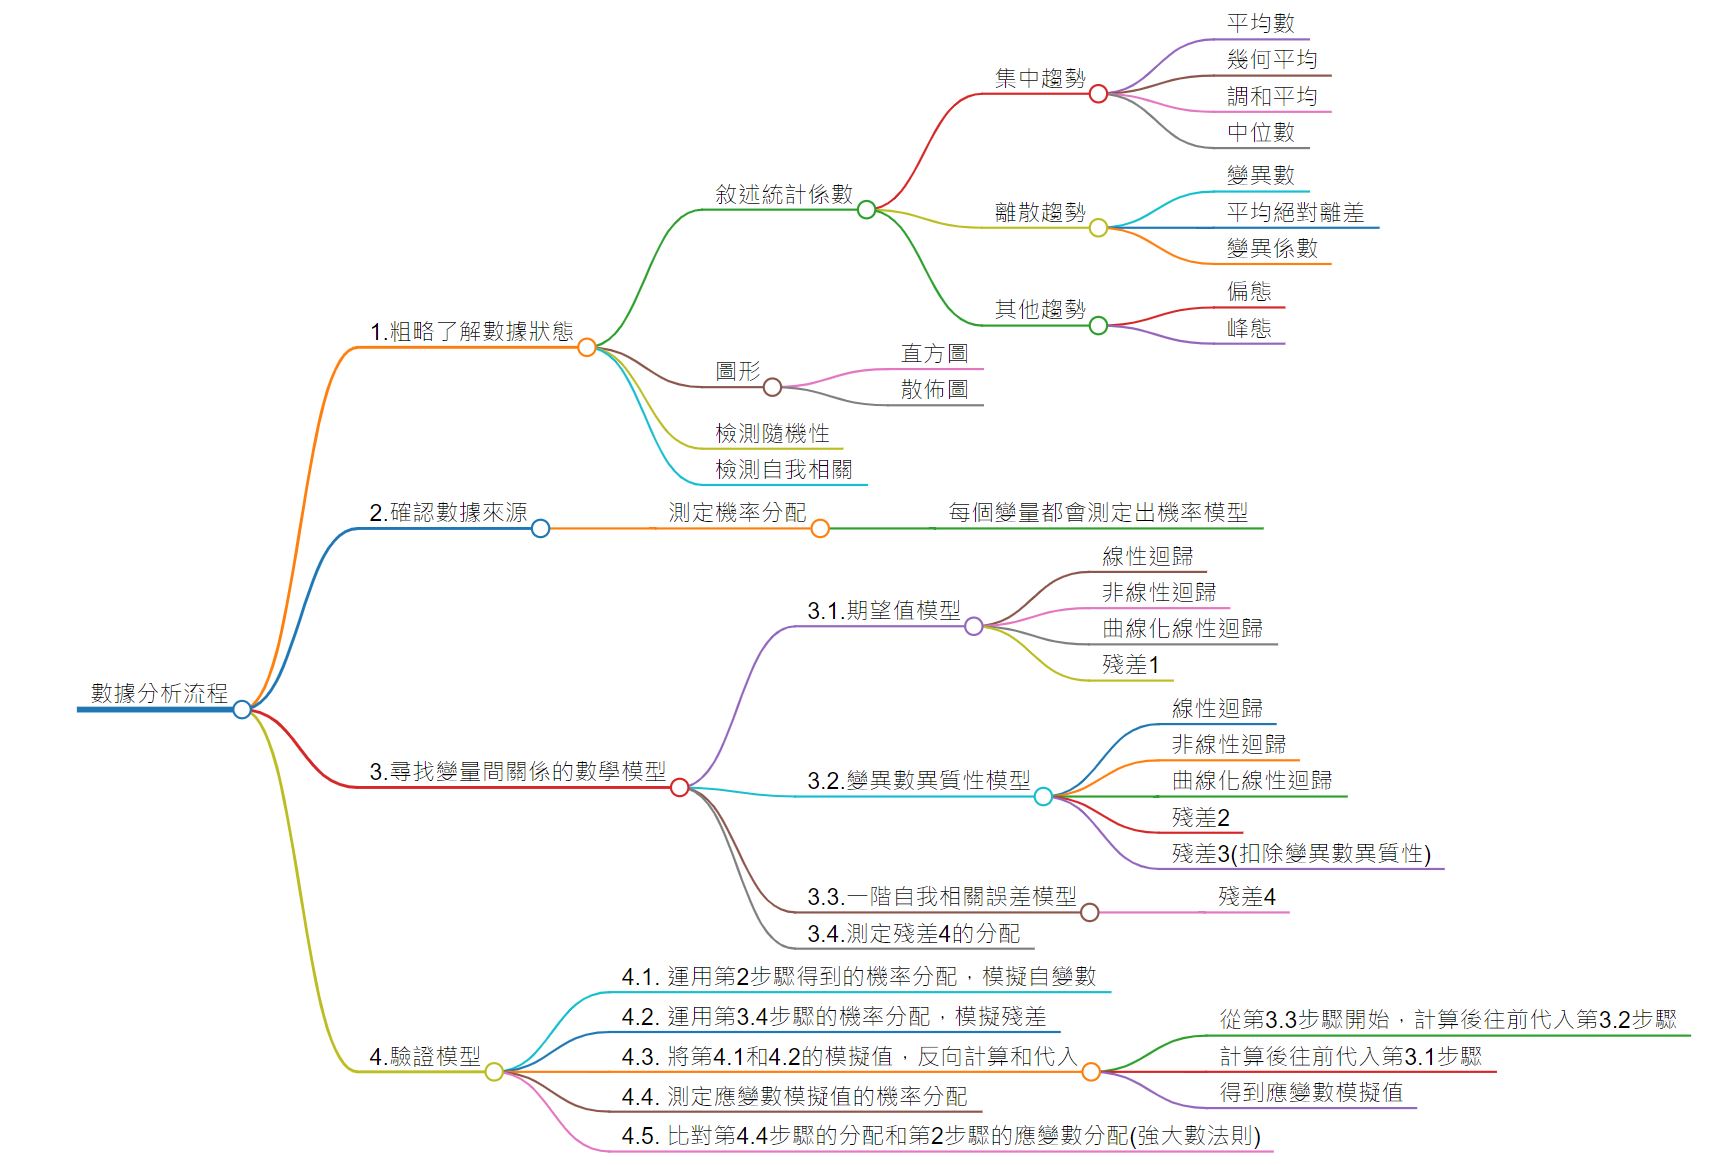 數據分析流程
1.粗略了解數據狀態
敘述統計係數
集中趨勢
平均數
幾何平均
調和平均
中位數
離散趨勢
變異數
平均絕對離差
變異係數
其他趨勢
偏態
峰態
圖形
直方圖
散佈圖
檢測隨機性
檢測自我相關
2.確認數據來源
測定機率分配
每個變量都會測定出機率模型
3.尋找變量間關係的數學模型
3.1.期望值模型
線性迴歸
非線性迴歸
曲線化線性迴歸
殘差1
3.2.變異數異質性模型
線性迴歸
非線性迴歸
曲線化線性迴歸
殘差2
殘差3(扣除變異數異質性)
3.3.一階自我相關誤差模型
殘差4
3.4.測定殘差4的分配
4.驗證模型
4.1. 運用第2步驟得到的機率分配，模擬自變數
4.2. 運用第3.4步驟的機率分配，模擬殘差
4.3. 將第4.1和4.2的模擬值，反向計算和代入
從第3.3步驟開始，計算後往前代入第3.2步驟
計算後往前代入第3.1步驟
得到應變數模擬值
4.4. 測定應變數模擬值的機率分配
4.5. 比對第4.4步驟的分配和第2步驟的應變數分配(強大數法則)